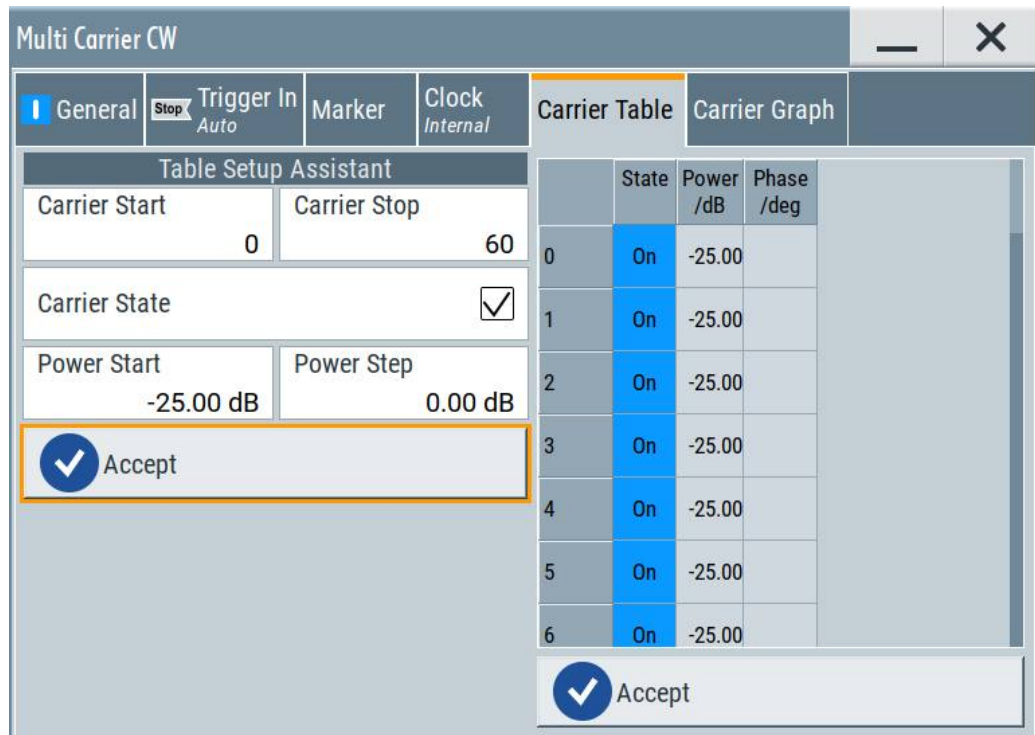 Multi Carrier CW
General
Stop
Trigger In
Auto
Marker
Clock
Internal
Carrier Table
Carrier Graph
Table Setup Assistant
Carrier Start
0
Carrier Stop
60
Carrier State
Power Start
-25.00 dB
Power Step
0.00 dB
Accept
State Power /dB Phase /deg
0 On -25.00
1 On -25.00
2 On -25.00
3 On -25.00
4 On -25.00
5 On -25.00
6 On -25.00
Accept